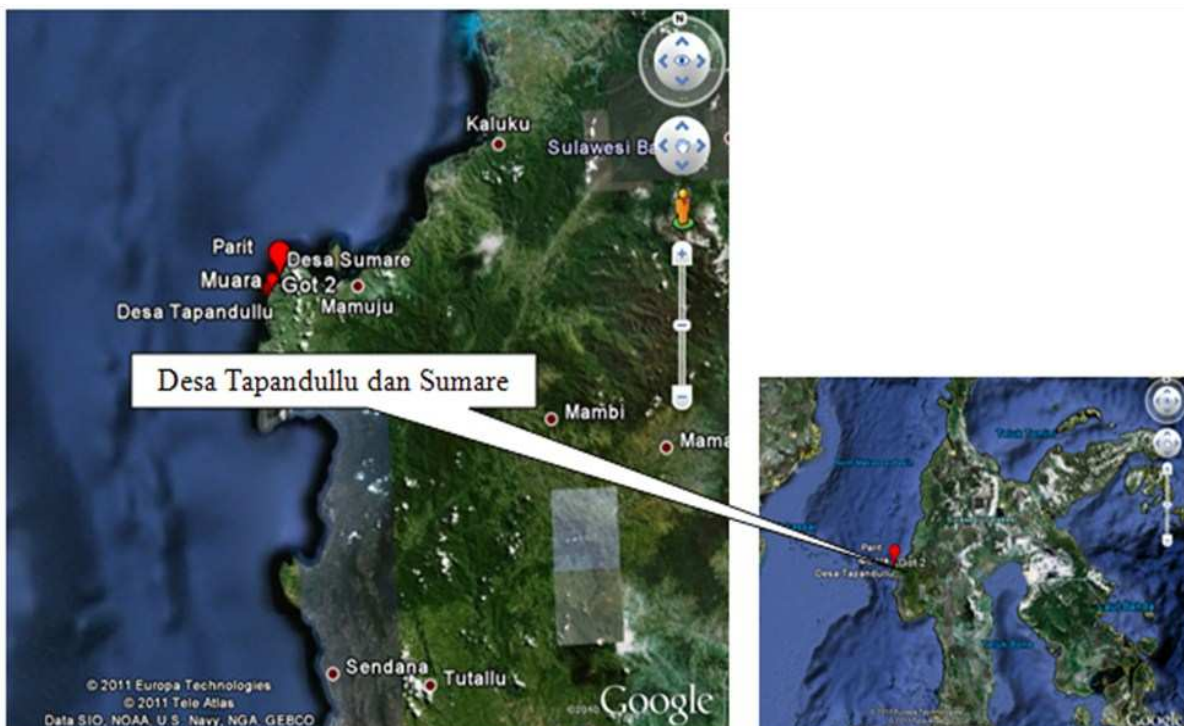 N
Kaluku
Sulawesi Ba
Parit
Desa Sumare
Muara
Got 2
Mamuju
Desa Tapandullu
Desa Tapandullu dan Sumare
Mambi
Mama
Sendana
Tutallu
© 2011 Europa Technologies
© 2011 Tele Atlas
Data SIO, NOAA, U.S. Navy, NGA, GEBCO
©2010 Google
Parit
Got 2
Desa Tapandullu
Google